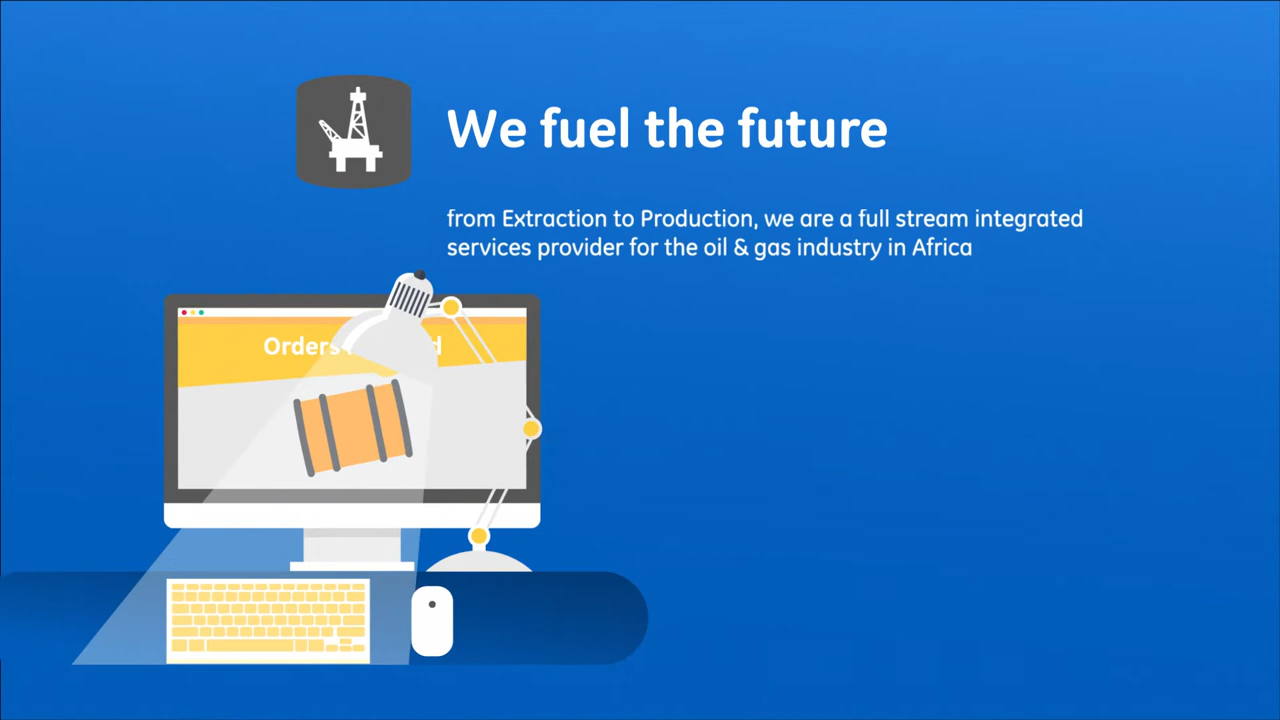 We fuel the future
from Extraction to Production, we are a full stream integrated
services provider for the oil & gas industry in Africa
Orders